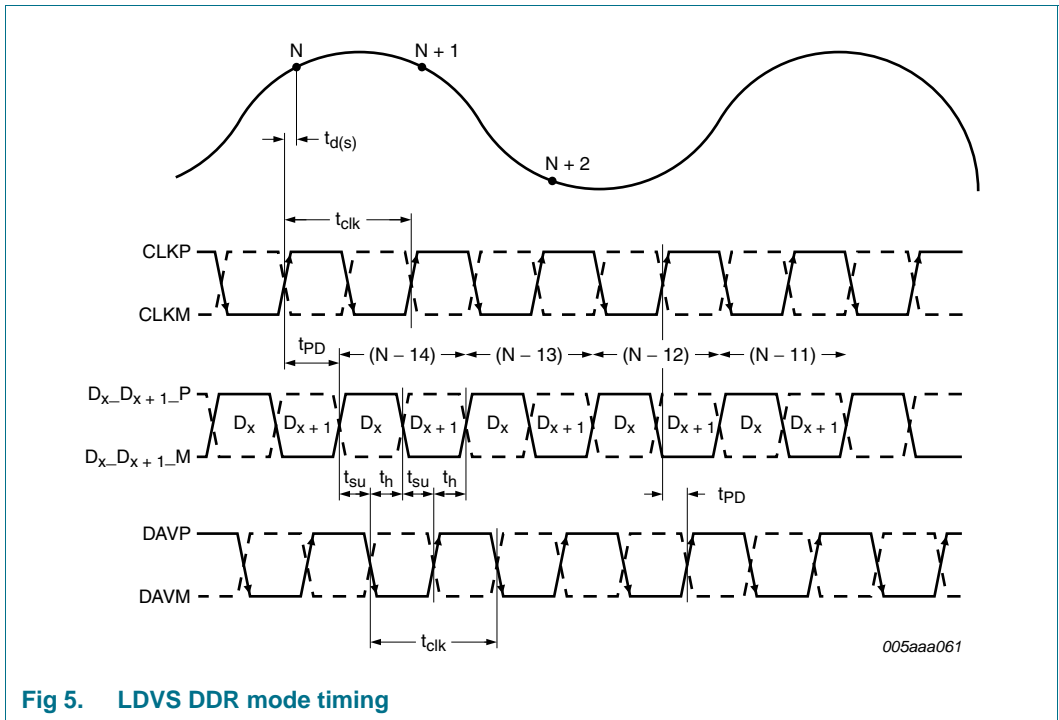 N
N + 1
t_d(s)
N + 2
t_clk
CLKP
CLKM
t_PD
(N − 14) (N − 13) (N − 12) (N − 11)
D_x_D_x + 1_P
D_x D_x + 1 D_x D_x + 1 D_x D_x + 1 D_x D_x + 1 D_x D_x + 1
D_x_D_x + 1_M
t_su t_h t_su t_h
t_PD
DAVP
DAVM
t_clk
005aaa061
Fig 5. LDVS DDR mode timing